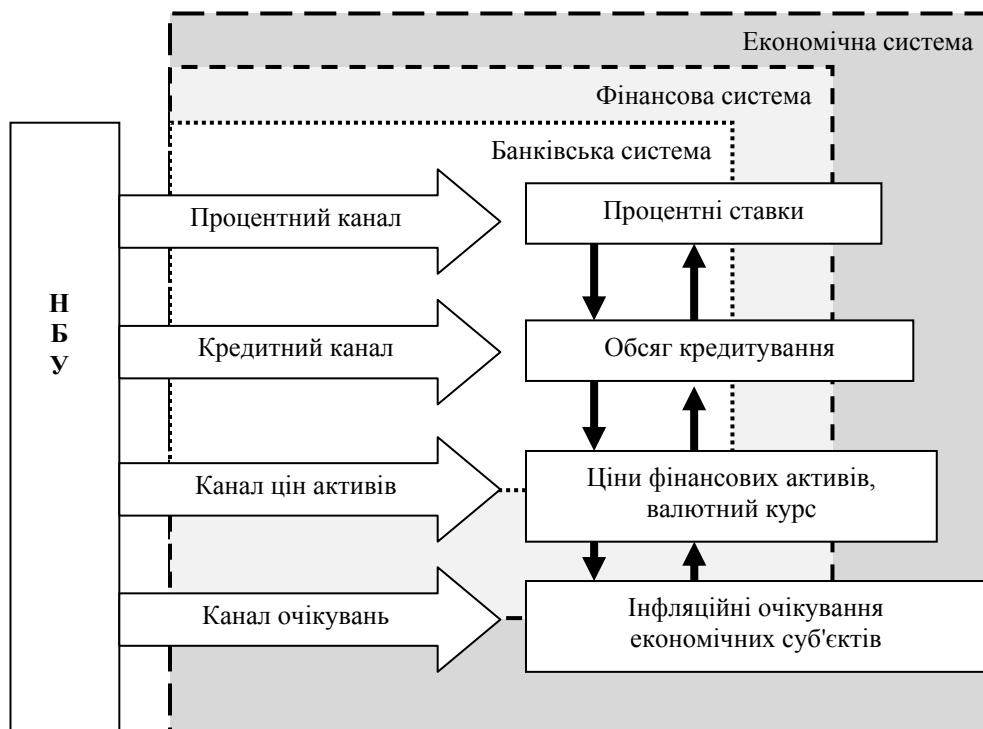 Економічна система
Фінансова система
Банківська система
Н
Б
У
Процентний канал
Процентні ставки
Кредитний канал
Обсяг кредитування
Канал цін активів
Ціни фінансових активів,
валютний курс
Канал очікувань
Інфляційні очікування
економічних суб'єктів